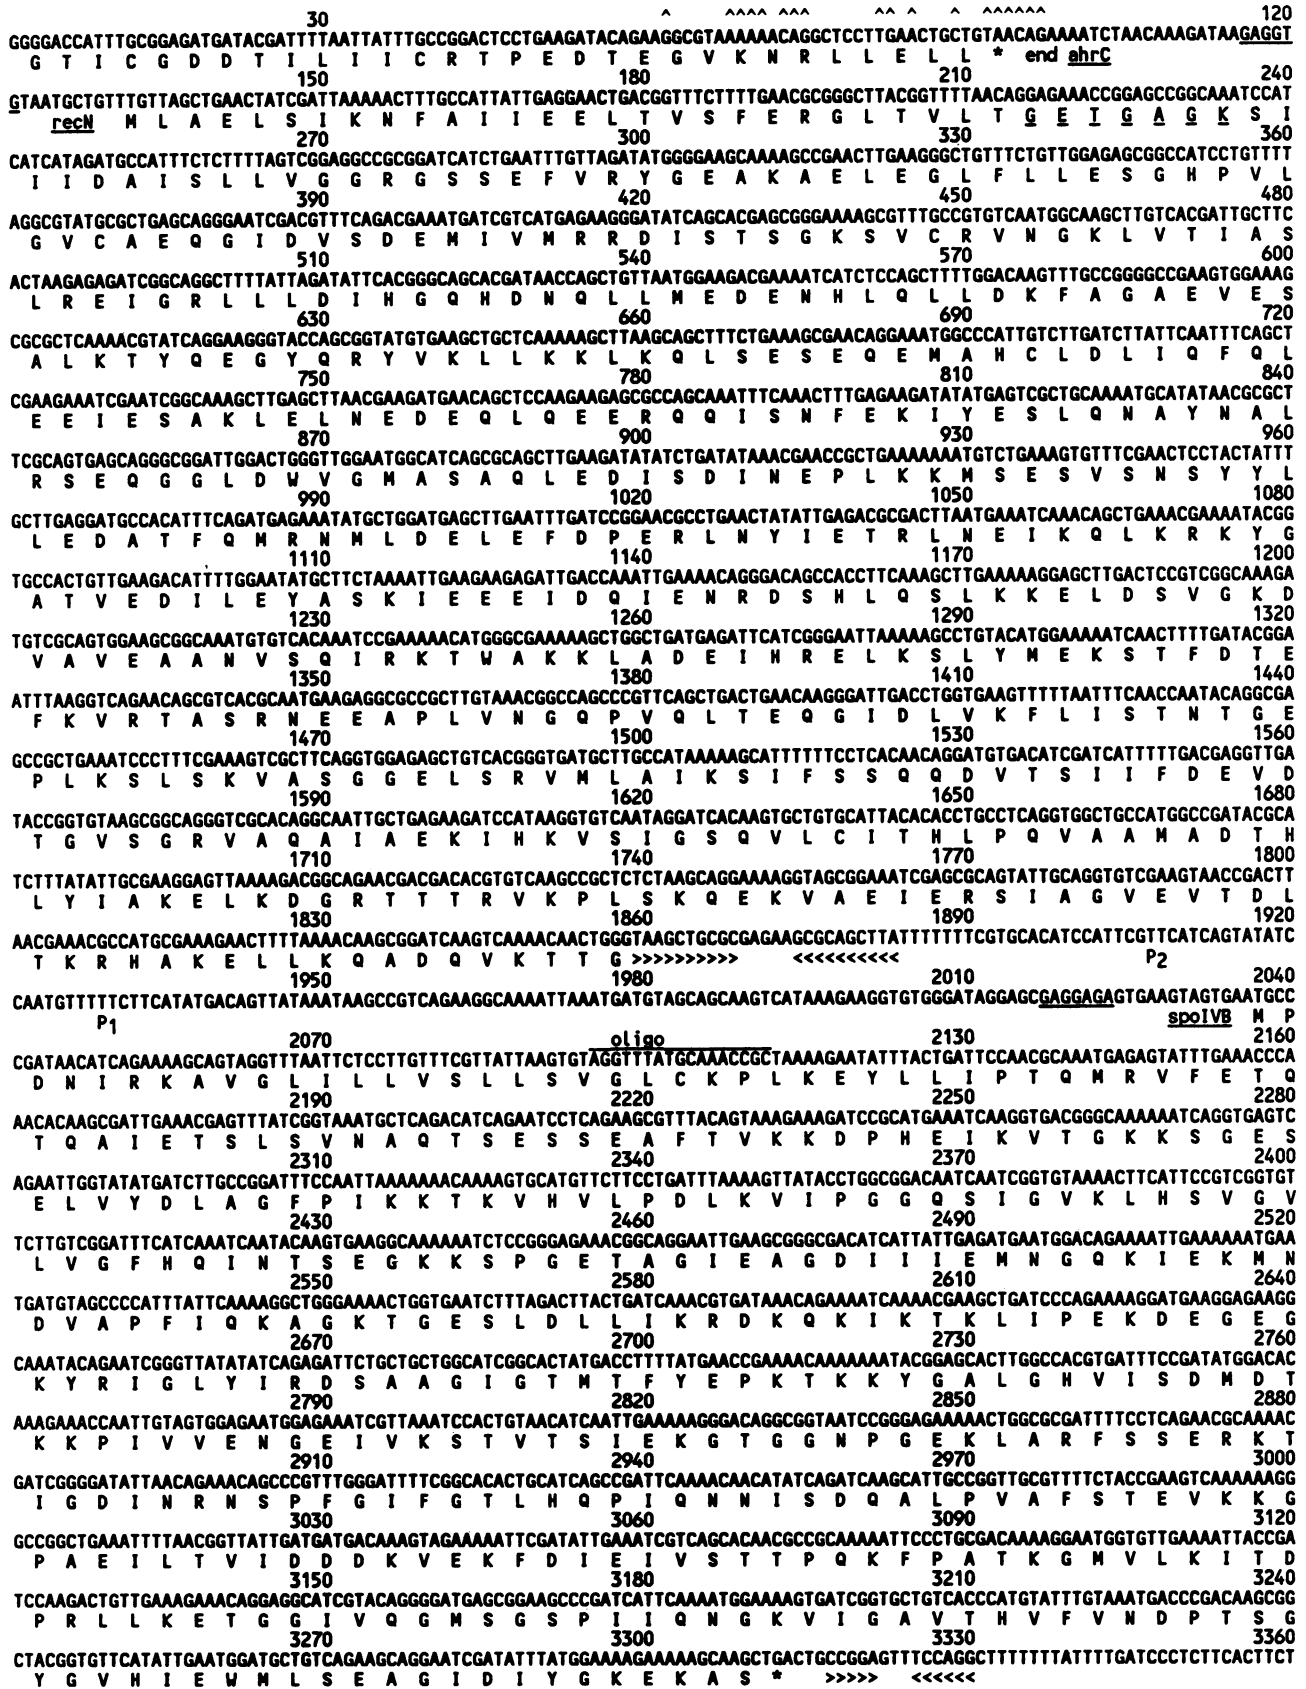 30 120
GGGGACCATTTGCGGAGATGATACGATTTTAATTATTTGCCGGACTCCTGAAGATACAGAAGGCGTAAAAAACAGGCTCCTTGAACTGCTGTAACAGAAAATCTAACAAAGATAAGAGGT
G T I C G D D T I L I I C R T P E D T E G V K N R L L E L L * end ahrC
150 180 210 240
GTAATGCTGTTTGTTAGCTGAACTATCGATTAAAAACTTTGCCATTATTGAGGAACTGACGGTTTCTTTTGAACGCGGGCTTACGGTTTTAACAGGAGAAACCGGAGCCGGCAAATCCAT
recN M L A E L S I K N F A I I E E L T V S F E R G L T V L T G E T G A G K S I
270 300 330 360
CATCATAGATGCCATTTCTCTTTTAGTCGGAGGCCGCGGATCATCTGAATTTGTTAGATATGGGGAAGCAAAAGCCGAACTTGAAGGGCTGTTTCTGTTGGAGAGCGGCCATCCTGTTTT
I I D A I S L L V G G R G S S E F V R Y G E A K A E L E G L F L L E S G H P V L
390 420 450 480
AGGCGTATGCGCTGAGCAGGGAATCGACGTTTCAGACGAAATGATCGTCATGAGAAGGGATATCAGCACGAGCGGGAAAAGCGTTTGCCGTGTCAATGGCAAGCTTGTCACGATTGCTTC
G V C A E Q G I D V S D E M I V M R R D I S T S G K S V C R V N G K L V T I A S
510 540 570 600
ACTAAGAGAGATCGGCAGGCTTTTATTAGATATTCACGGGCAGCACGATAACCAGCTGTTAATGGAAGACGAAAATCATCTCCAGCTTTTGGACAAGTTTGCCGGGGCCGAAGTGGAAAG
L R E I G R L L L D I H G Q H D N Q L L M E D E N H L Q L L D K F A G A E V E S
630 660 690 720
CGCGCTCAAAACGTATCAGGAAGGGTACCAGCGGTATGTGAAGCTGCTCAAAAAGCTTAAGCAGCTTTCTGAAAGCGAACAGGAAATGGCCCATTGTCTTGATCTTATTCAATTTCAGCT
A L K T Y Q E G Y Q R Y V K L L K K L K Q L S E S E Q E M A H C L D L I Q F Q L
750 780 810 840
CGAAGAAATCGAATCGGCAAAGCTTGAGCTTAACGAAGATGAACAGCTCCAAGAAGAGCGCCAGCAAATTTCAAACTTTGAGAAGATATATGAGTCGCTGCAAAATGCATATAACGCGCT
E E I E S A K L E L N E D E Q L Q E E R Q Q I S N F E K I Y E S L Q N A Y N A L
870 900 930 960
TCGCAGTGAGCAGGGCGGATTGGACTGGGTTGGAATGGCATCAGCGCAGCTTGAAGATATATCTGATATAAACGAACCGCTGAAAAAAATGTCTGAAAGTGTTTCGAACTCCTACTATTT
R S E Q G G L D W V G M A S A Q L E D I S D I N E P L K K M S E S V S N S Y Y L
990 1020 1050 1080
GCTTGAGGATGCCACATTTCAGATGAGAAATATGCTGGATGAGCTTGAATTTGATCCGGAACGCCTGAACTATATTGAGACGCGACTTAATGAAATCAAACAGCTGAAACGAAAATACGG
L E D A T F Q M R N M L D E L E F D P E R L N Y I E T R L N E I K Q L K R K Y G
1110 1140 1170 1200
TGCCACTGTTGAAGACATTTTGGAATATGCTTCTAAAATTGAAGAAGAGATTGACCAAATTGAAAACAGGGACAGCCACCTTCAAAGCTTGAAAAAGGAGCTTGACTCCGTCGGCAAAGA
A T V E D I L E Y A S K I E E E I D Q I E N R D S H L Q S L K K E L D S V G K D
1230 1260 1290 1320
TGTCGCAGTGGAAGCGGCAAATGTGTCACAAATCCGAAAAACATGGGCGAAAAAGCTGGCTGATGAGATTCATCGGGAATTAAAAAGCCTGTACATGGAAAAATCAACTTTTGATACGGA
V A V E A A N V S Q I R K T W A K K L A D E I H R E L K S L Y M E K S T F D T E
1350 1380 1410 1440
ATTTAAGGTCAGAACAGCGTCACGCAATGAAGAGGCGCCGCTTGTAAACGGCCAGCCCGTTCAGCTGACTGAACAAGGGATTGACCTGGTGAAGTTTTTAATTTCAACCAATACAGGCGA
F K V R T A S R N E E A P L V N G Q P V Q L T E Q G I D L V K F L I S T N T G E
1470 1500 1530 1560
GCCGCTGAAATCCCTTTCGAAAGTCGCTTCAGGTGGAGAGCTGTCACGGGTGATGCTTGCCATAAAAAGCATTTTTTCCTCACAACAGGATGTGACATCGATCATTTTTGACGAGGTTGA
P L K S L S K V A S G G E L S R V M L A I K S I F S S Q Q D V T S I I F D E V D
1590 1620 1650 1680
TACCGGTGTAAGCGGCAGGGTCGCACAGGCAATTGCTGAGAAGATCCATAAGGTGTCAATAGGATCACAAGTGCTGTGCATTACACACCTGCCTCAGGTGGCTGCCATGGCCGATACGCA
T G V S G R V A Q A I A E K I H K V S I G S Q V L C I T H L P Q V A A M A D T H
1710 1740 1770 1800
TCTTTATATTGCGAAGGAGTTAAAAGACGGCAGAACGACGACACGTGTCAAGCCGCTCTCTAAGCAGGAAAAGGTAGCGGAAATCGAGCGCAGTATTGCAGGTGTCGAAGTAACCGACTT
L Y I A K E L K D G R T T T R V K P L S K Q E K V A E I E R S I A G V E V T D L
1830 1860 1890 1920
AACGAAACGCCATGCGAAAGAACTTTTAAAACAAGCGGATCAAGTCAAAACAACTGGGTAAGCTGCGCGAGAAGCGCAGCTTATTTTTTTCGTGCACATCCATTCGTTCATCAGTATATC
T K R H A K E L L K Q A D Q V K T T G >>>>>>>>>> <<<<<<<<<< P2
1950 1980 2010 2040
CAATGTTTTTCTTCATATGACAGTTATAAATAAGCCGTCAGAAGGCAAAATTAAATGATGTAGCAGCAAGTCATAAAGAAGGTGTGGGATAGGAGCGAGGAGAGTGAAGTAGTGAATGCC
P1 spoIVB M P
2070 oligo 2130 2160
CGATAACATCAGAAAAGCAGTAGGTTTAATTCTCCTTGTTTCGTTATTAAGTGTAGGTTTATGCAAACCGCTAAAAGAATATTTACTGATTCCAACGCAAATGAGAGTATTTGAAACCCA
D N I R K A V G L I L L V S L L S V G L C K P L K E Y L L I P T Q M R V F E T Q
2190 2220 2250 2280
AACACAAGCGATTGAAACGAGTTTATCGGTAAATGCTCAGACATCAGAATCCTCAGAAGCGTTTACAGTAAAGAAAGATCCGCATGAAATCAAGGTGACGGGCAAAAAATCAGGTGAGTC
T Q A I E T S L S V N A Q T S E S S E A F T V K K D P H E I K V T G K K S G E S
2310 2340 2370 2400
AGAATTGGTATATGATCTTGCCGGATTTCCAATTAAAAAAACAAAAGTGCATGTTCTTCCTGATTTAAAAGTTATACCTGGCGGACAATCAATCGGTGTAAAACTTCATTCCGTCGGTGT
E L V Y D L A G F P I K K T K V H V L P D L K V I P G G Q S I G V K L H S V G V
2430 2460 2490 2520
TCTTGTCGGATTTCATCAAATCAATACAAGTGAAGGCAAAAAATCTCCGGGAGAAACGGCAGGAATTGAAGCGGGCGACATCATTATTGAGATGAATGGACAGAAAATTGAAAAAATGAA
L V G F H Q I N T S E G K K S P G E T A G I E A G D I I I E M N G Q K I E K M N
2550 2580 2610 2640
TGATGTAGCCCCATTTATTCAAAAGGCTGGGAAAACTGGTGAATCTTTAGACTTACTGATCAAACGTGATAAACAGAAAATCAAAACGAAGCTGATCCCAGAAAAGGATGAAGGAGAAGG
D V A P F I Q K A G K T G E S L D L L I K R D K Q K I K T K L I P E K D E G E G
2670 2700 2730 2760
CAAATACAGAATCGGGTTATATATCAGAGATTCTGCTGCTGGCATCGGCACTATGACCTTTTATGAACCGAAAACAAAAAAATACGGAGCACTTGGCCACGTGATTTCCGATATGGACAC
K Y R I G L Y I R D S A A G I G T M T F Y E P K T K K Y G A L G H V I S D M D T
2790 2820 2850 2880
AAAGAAACCAATTGTAGTGGAGAATGGAGAAATCGTTAAATCCACTGTAACATCAATTGAAAAAGGGACAGGCGGTAATCCGGGAGAAAAACTGGCGCGATTTTCCTCAGAACGCAAAAC
K K P I V V E N G E I V K S T V T S I E K G T G G N P G E K L A R F S S E R K T
2910 2940 2970 3000
GATCGGGGATATTAACAGAAACAGCCCGTTTGGGATTTTCGGCACACTGCATCAGCCGATTCAAAACAACATATCAGATCAAGCATTGCCGGTTGCGTTTTCTACCGAAGTCAAAAAAGG
I G D I N R N S P F G I F G T L H Q P I Q N N I S D Q A L P V A F S T E V K K G
3030 3060 3090 3120
GCCGGCTGAAATTTTAACGGTTATTGATGATGACAAAGTAGAAAAATTCGATATTGAAATCGTCAGCACAACGCCGCAAAAATTCCCTGCGACAAAAGGAATGGTGTTGAAAATTACCGA
P A E I L T V I D D D K V E K F D I E I V S T T P Q K F P A T K G M V L K I T D
3150 3180 3210 3240
TCCAAGACTGTTGAAAGAAACAGGAGGCATCGTACAGGGGATGAGCGGAAGCCCGATCATTCAAAATGGAAAAGTGATCGGTGCTGTCACCCATGTATTTGTAAATGACCCGACAAGCGG
P R L L K E T G G I V Q G M S G S P I I Q N G K V I G A V T H V F V N D P T S G
3270 3300 3330 3360
CTACGGTGTTCATATTGAATGGATGCTGTCAGAAGCAGGAATCGATATTTATGGAAAAGAAAAAGCAAGCTGACTGCCGGAGTTTCCAGGCTTTTTTTATTTTGATCCCTCTTCACTTCT
Y G V H I E W M L S E A G I D I Y G K E K A S * >>>>> <<<<<<